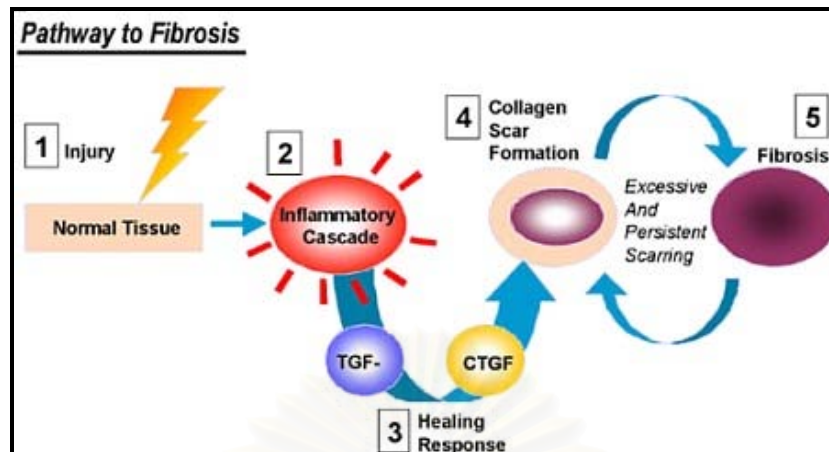 Pathway to Fibrosis
1 Injury
Normal Tissue
2
Inflammatory
Cascade
TGF-
CTGF
3 Healing
Response
4 Collagen
Scar
Formation
Excessive
And
Persistent
Scarring
5
Fibrosis